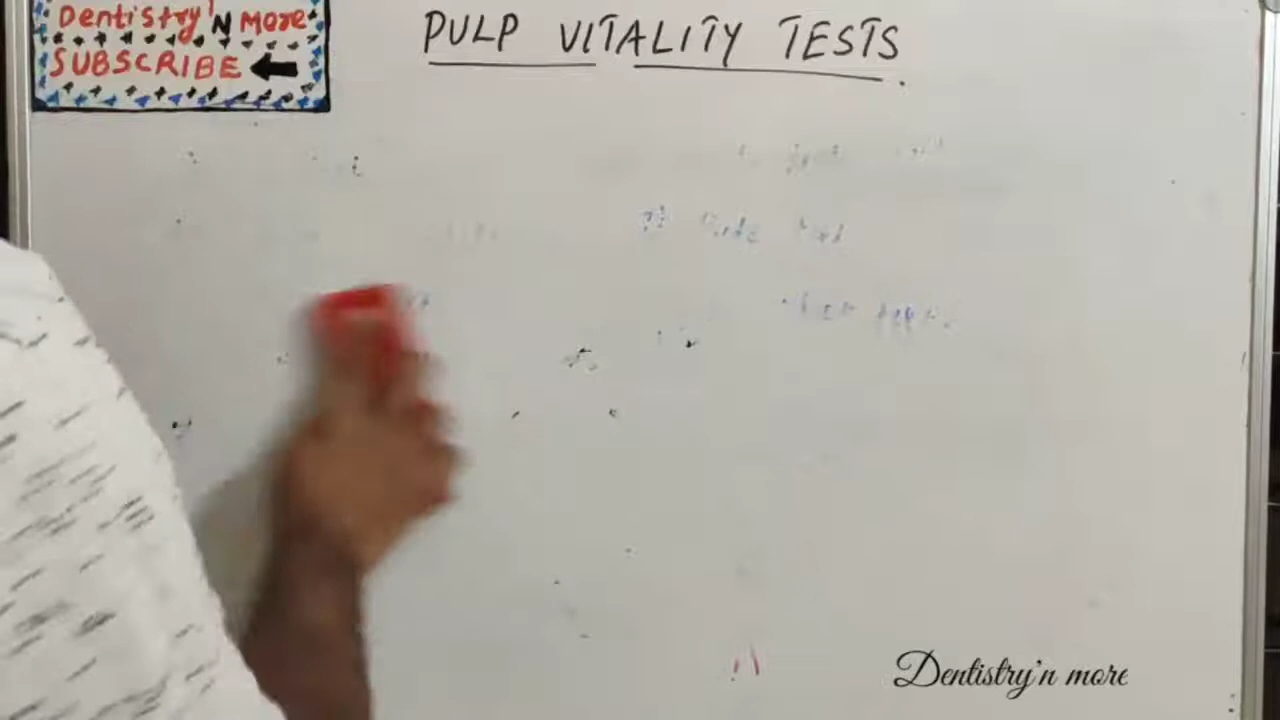 Dentistry'N More
SUBSCRIBE
PULP VITALITY TESTS
Dentistry'n more